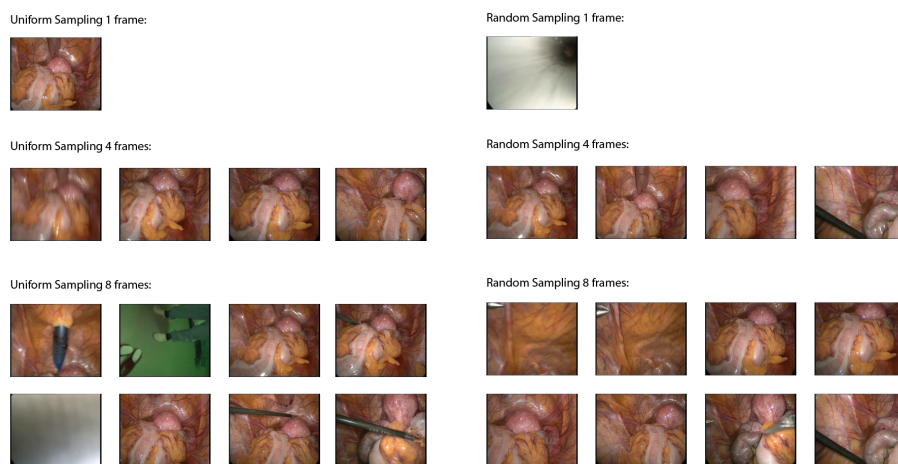 Uniform Sampling 1 frame:
Random Sampling 1 frame:
Uniform Sampling 4 frames:
Random Sampling 4 frames:
Uniform Sampling 8 frames:
Random Sampling 8 frames: